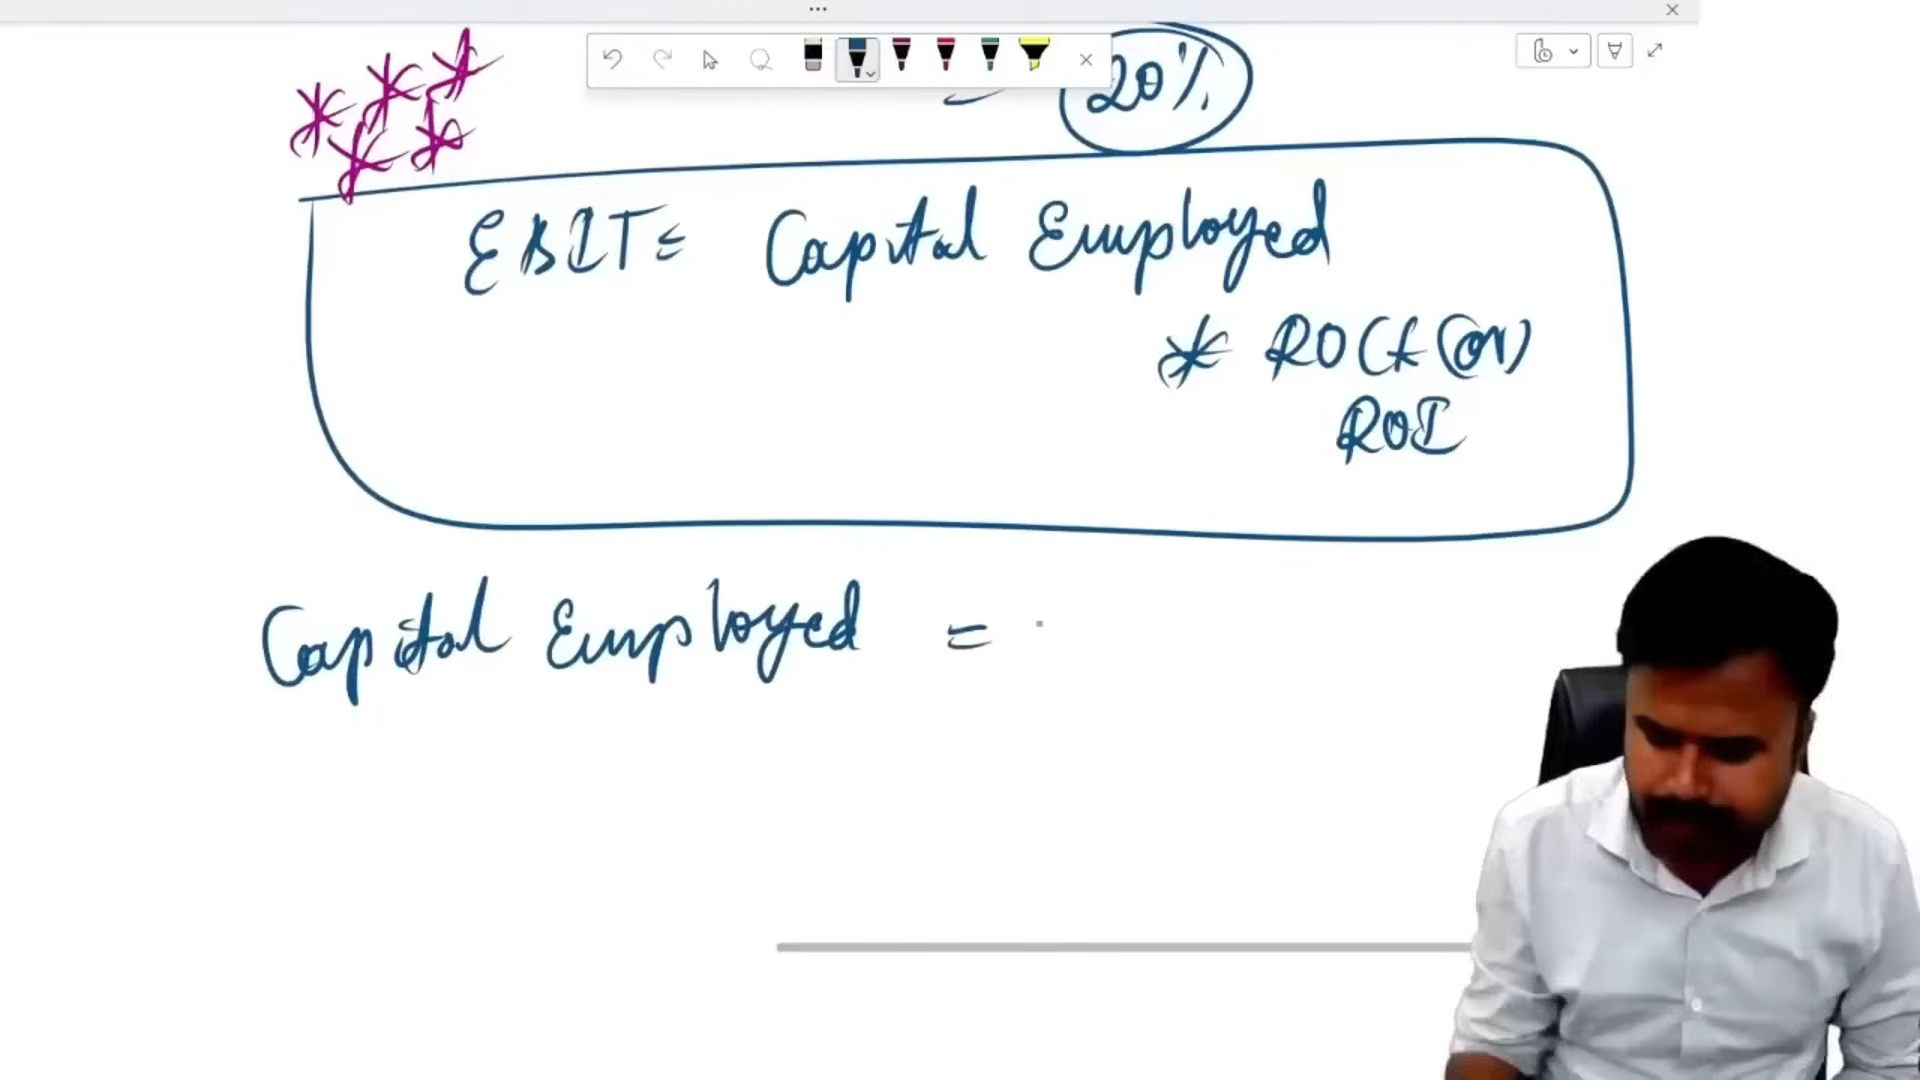 = 20%
EBIT = Capital Employed
* ROCE (or)
ROI
Capital Employed =